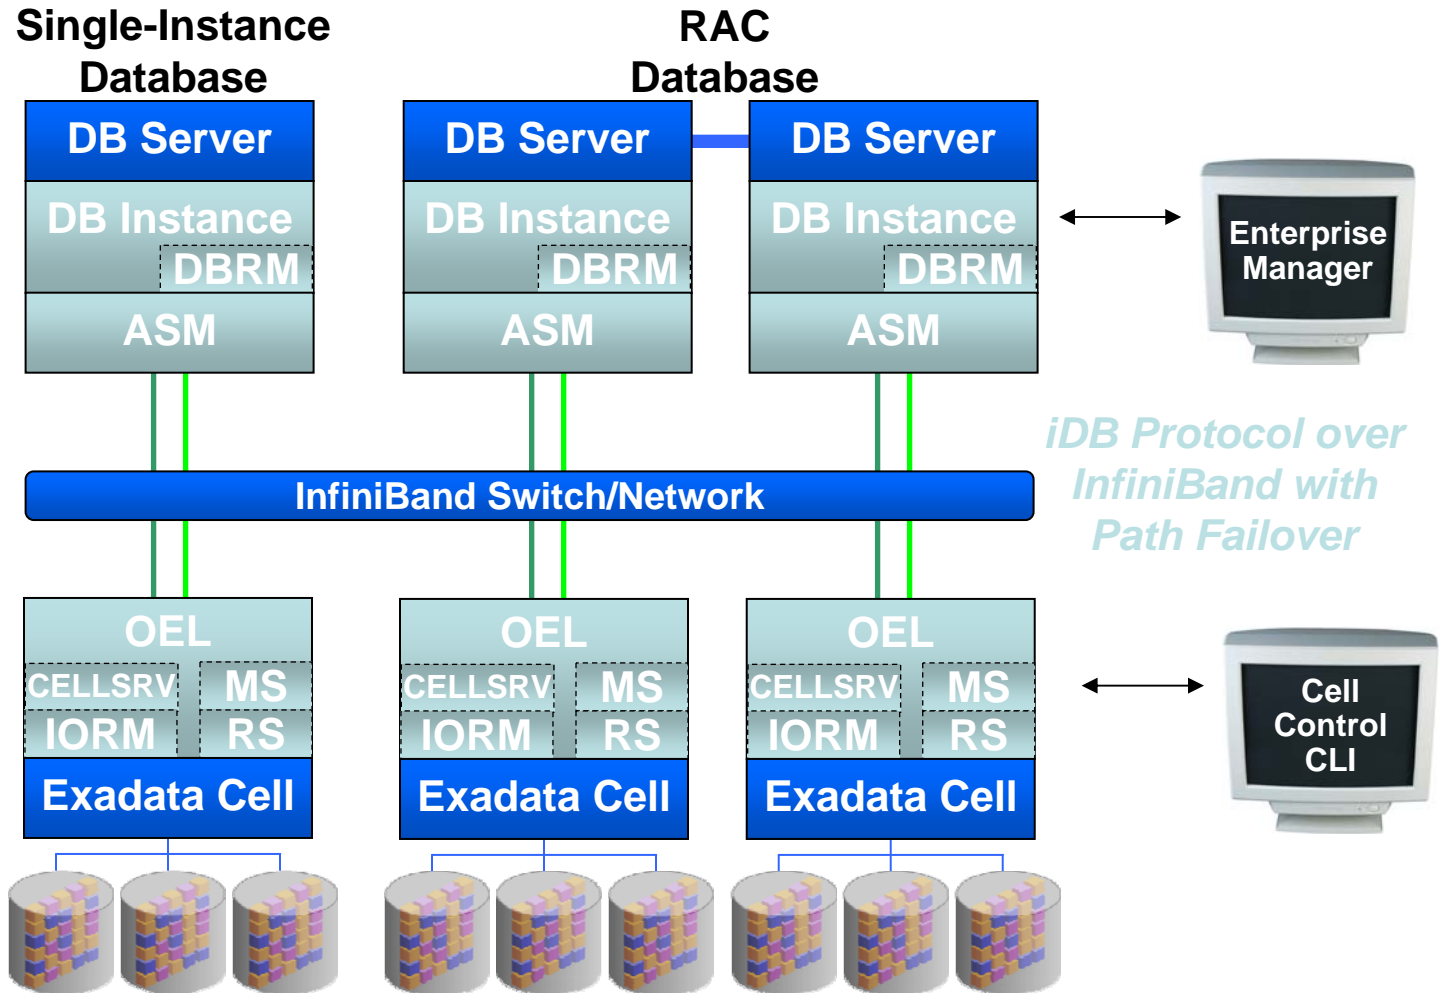 Single-Instance
Database
RAC
Database
DB Server
DB Server
DB Server
DB Instance
DB Instance
DB Instance
DBRM
DBRM
DBRM
ASM
ASM
ASM
Enterprise
Manager
iDB Protocol over
InfiniBand with
Path Failover
InfiniBand Switch/Network
OEL
OEL
OEL
CELLSRV
MS
CELLSRV
MS
CELLSRV
MS
IORM
RS
IORM
RS
IORM
RS
Exadata Cell
Exadata Cell
Exadata Cell
Cell
Control
CLI